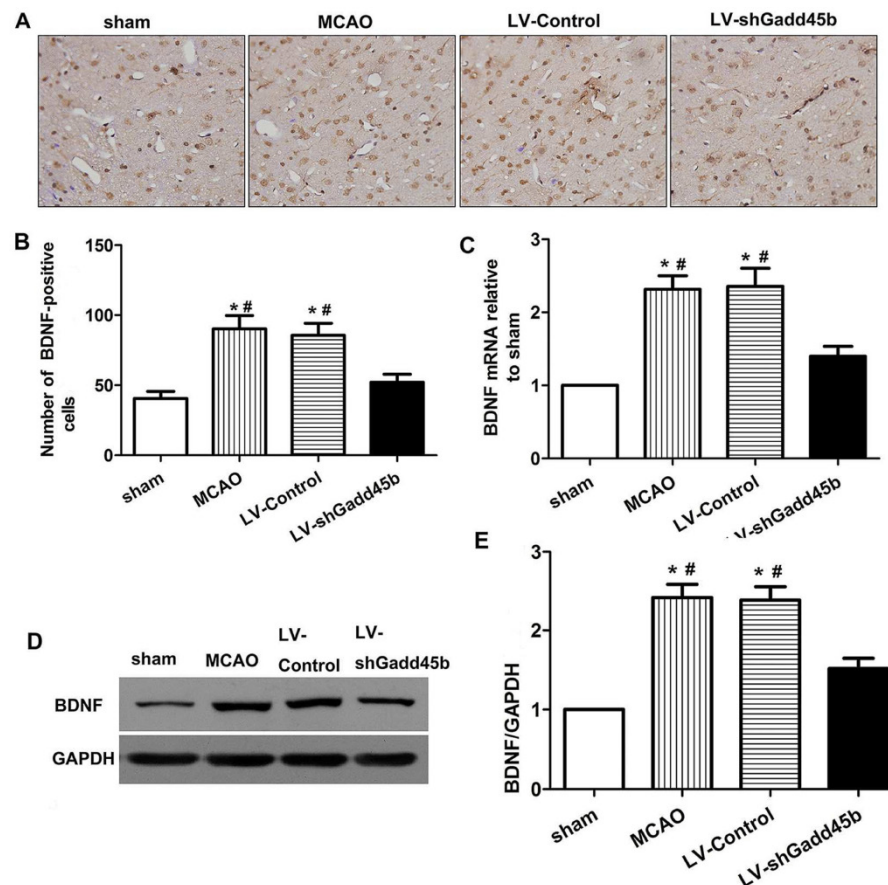 A
sham
MCAO
LV-Control
LV-shGadd45b
B
Number of BDNF-positive
cells
150
100
50
0
* #
* #
sham
MCAO
LV-Control
LV-shGadd45b
C
BDNF mRNA relative
to sham
3
2
1
0
* #
* #
sham
MCAO
LV-Control
LV-shGadd45b
D
sham
MCAO
LV-
Control
LV-
shGadd45b
BDNF
GAPDH
E
BDNF/GAPDH
3
2
1
0
* #
* #
sham
MCAO
LV-Control
LV-shGadd45b